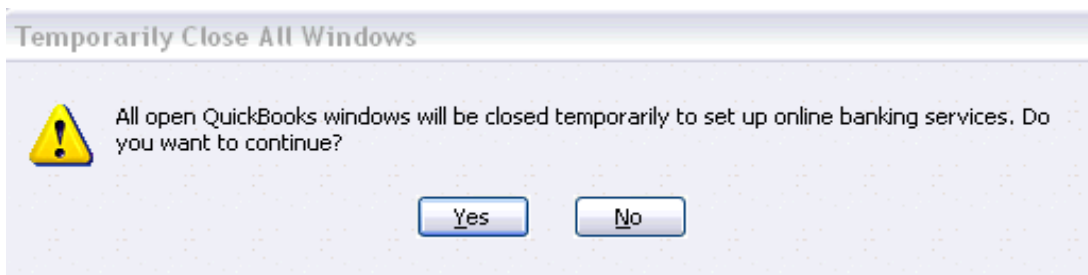 Temporarily Close All Windows
All open QuickBooks windows will be closed temporarily to set up online banking services. Do
you want to continue?
Yes No